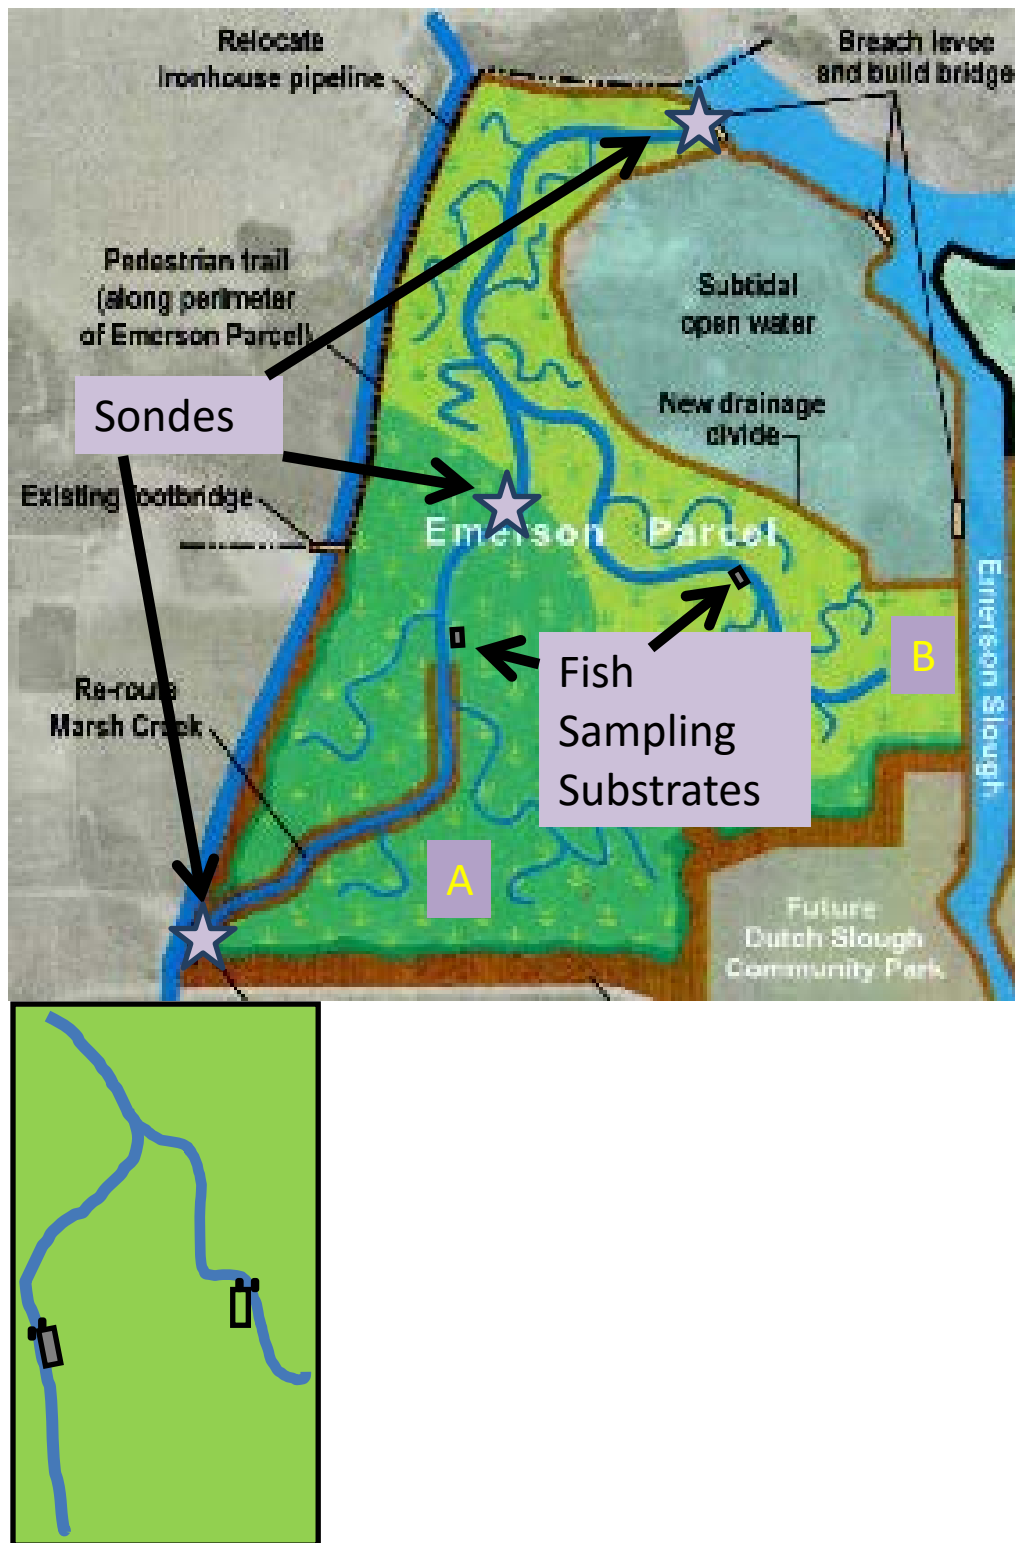 Relocate
Ironhouse pipeline
Breach levee
and build bridge
Pedestrian trail
(along perimeter
of Emerson Parcel)
Subtidal
open water
Sondes
New drainage
divide
Existing footbridge
Emerson Parcel
Emerson Slough
Fish
Sampling
Substrates
B
Re-route
Marsh Creek
A
Future
Dutch Slough
Community Park